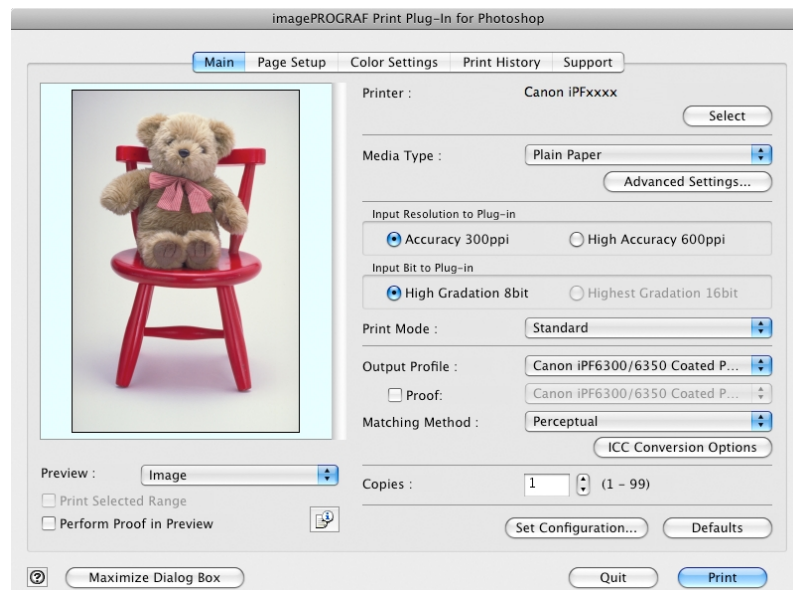 imagePROGRAF Print Plug-In for Photoshop
Main Page Setup Color Settings Print History Support
Printer : Canon iPFxxxx
Select
Media Type : Plain Paper
Advanced Settings...
Input Resolution to Plug-in
Accuracy 300ppi High Accuracy 600ppi
Input Bit to Plug-in
High Gradation 8bit Highest Gradation 16bit
Print Mode : Standard
Output Profile : Canon iPF6300/6350 Coated P...
Proof: Canon iPF6300/6350 Coated P...
Matching Method : Perceptual
ICC Conversion Options
Preview : Image
Print Selected Range
Perform Proof in Preview
Copies : 1 (1 - 99)
Set Configuration... Defaults
? Maximize Dialog Box Quit Print